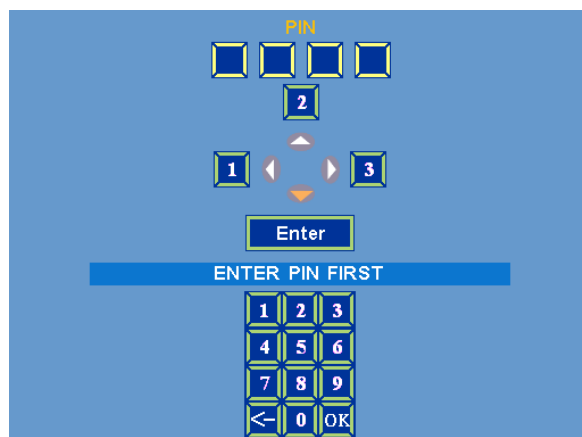 PIN
2
1 3
Enter
ENTER PIN FIRST
1 2 3
4 5 6
7 8 9
<- 0 OK